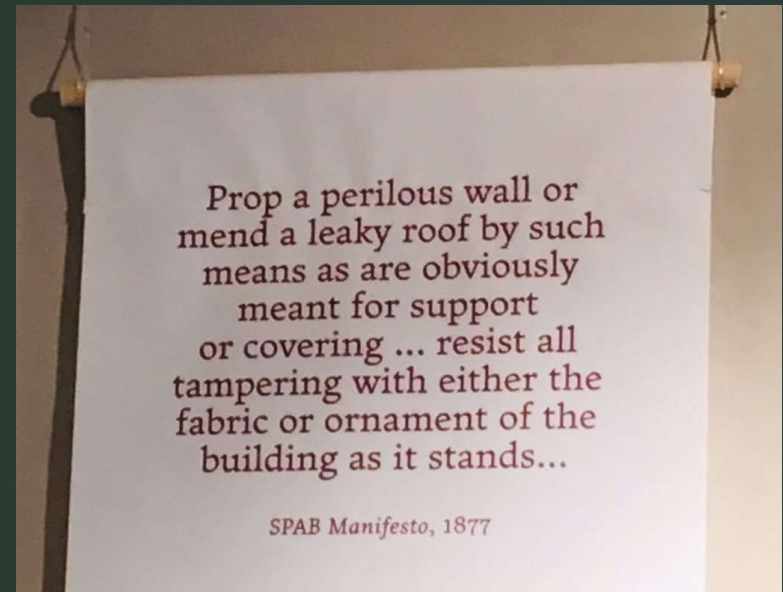 Prop a perilous wall or
mend a leaky roof by such
means as are obviously
meant for support
or covering ... resist all
tampering with either the
fabric or ornament of the
building as it stands...
SPAB Manifesto, 1877